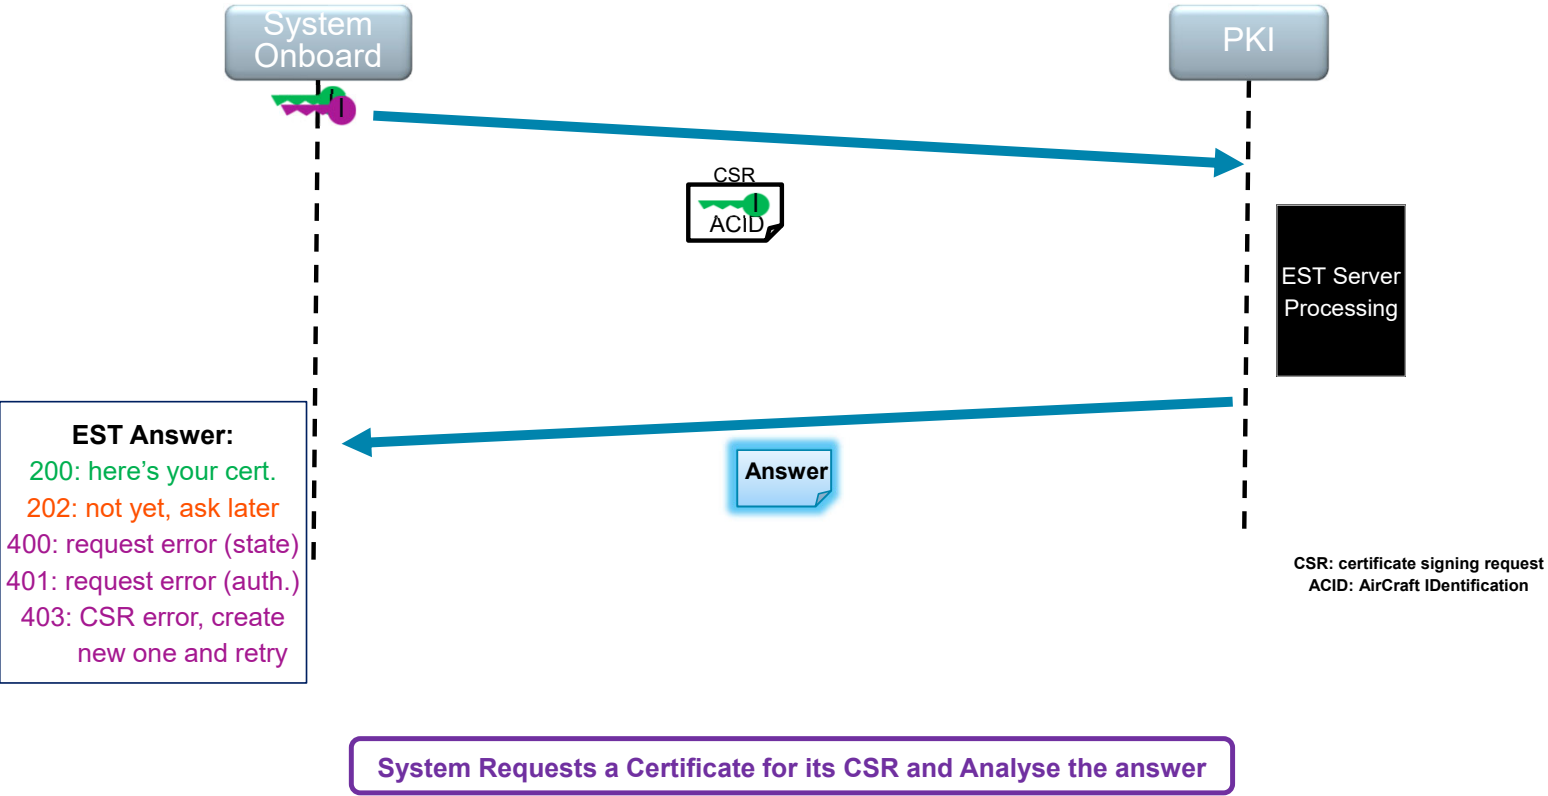 System
Onboard
PKI
CSR
ACID
EST Server
Processing
EST Answer:
200: here’s your cert.
202: not yet, ask later
400: request error (state)
401: request error (auth.)
403: CSR error, create
new one and retry
Answer
CSR: certificate signing request
ACID: AirCraft IDentification
System Requests a Certificate for its CSR and Analyse the answer